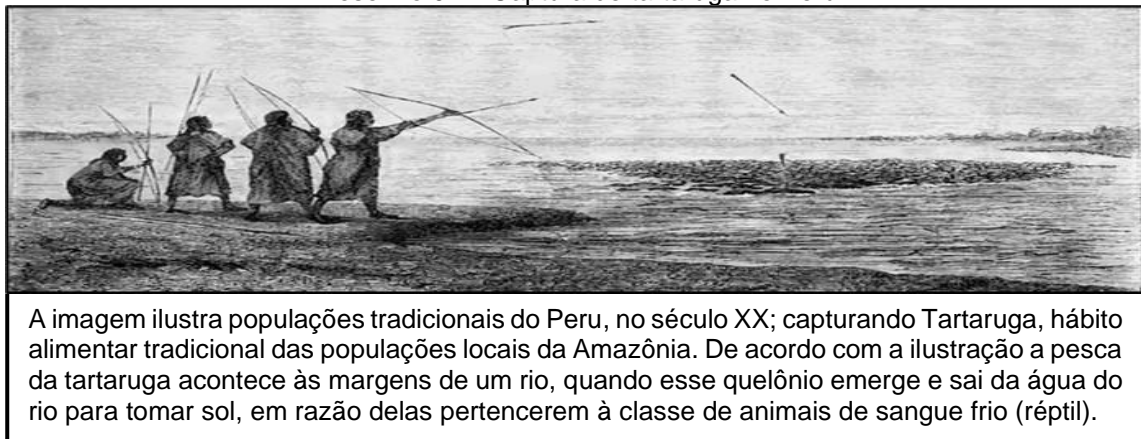 A imagem ilustra populações tradicionais do Peru, no século XX; capturando Tartaruga, hábito
alimentar tradicional das populações locais da Amazônia. De acordo com a ilustração a pesca
da tartaruga acontece às margens de um rio, quando esse quelônio emerge e sai da água do
rio para tomar sol, em razão delas pertencerem à classe de animais de sangue frio (réptil).